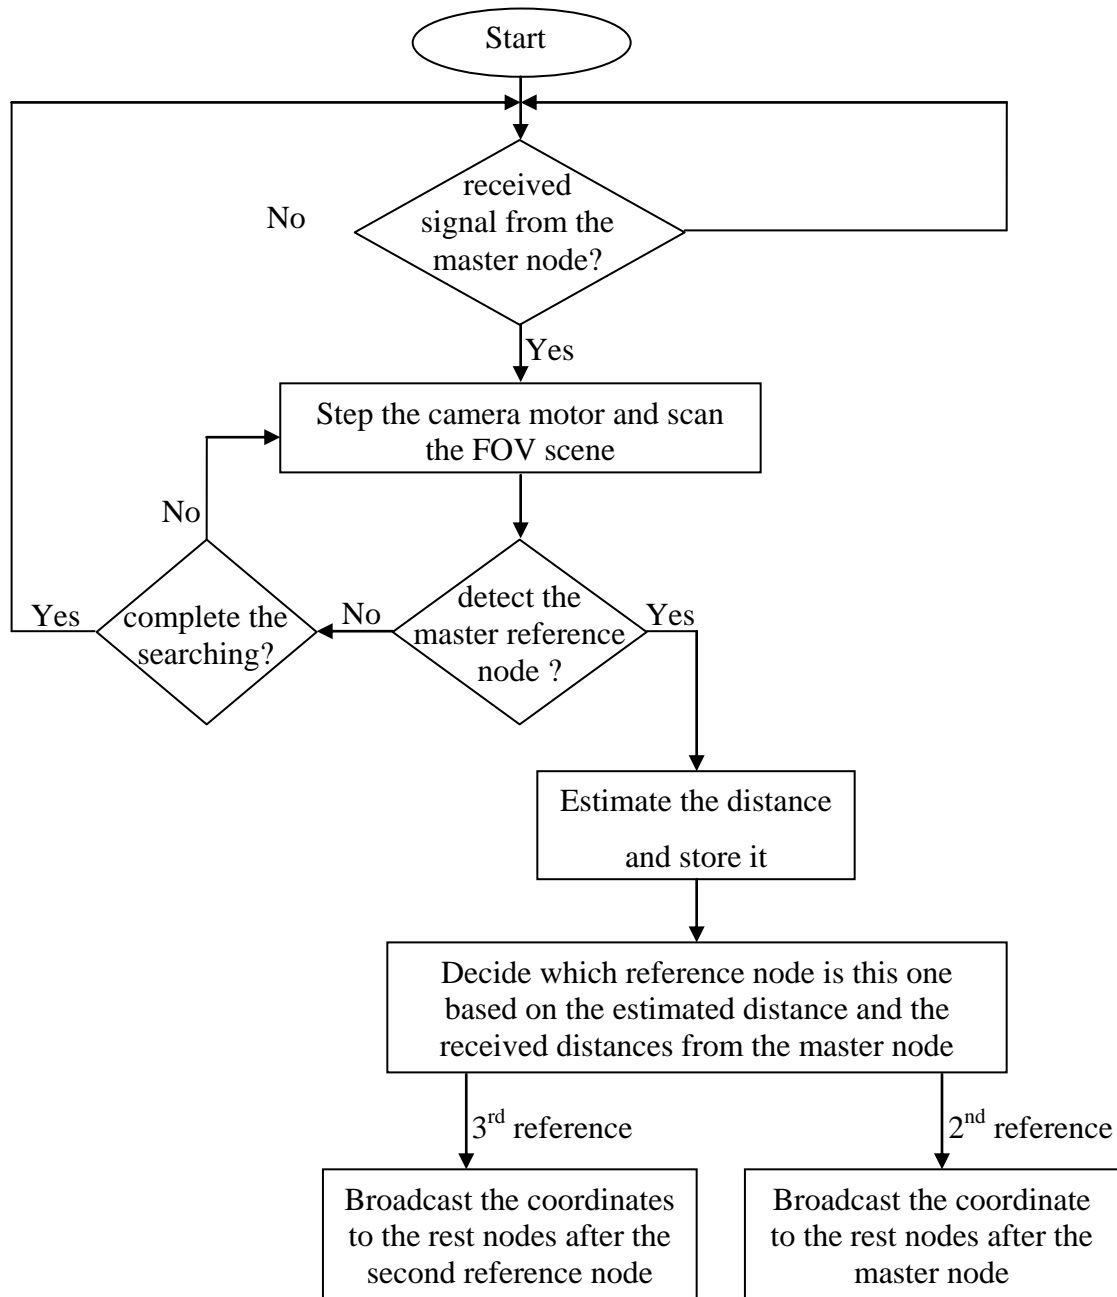 Start
received
signal from the
master node?
No
Yes
Step the camera motor and scan
the FOV scene
No
Yes
complete the
searching?
No
detect the
master reference
node ?
Yes
Estimate the distance
and store it
Decide which reference node is this one
based on the estimated distance and the
received distances from the master node
3rd reference
2nd reference
Broadcast the coordinates
to the rest nodes after the
second reference node
Broadcast the coordinate
to the rest nodes after the
master node